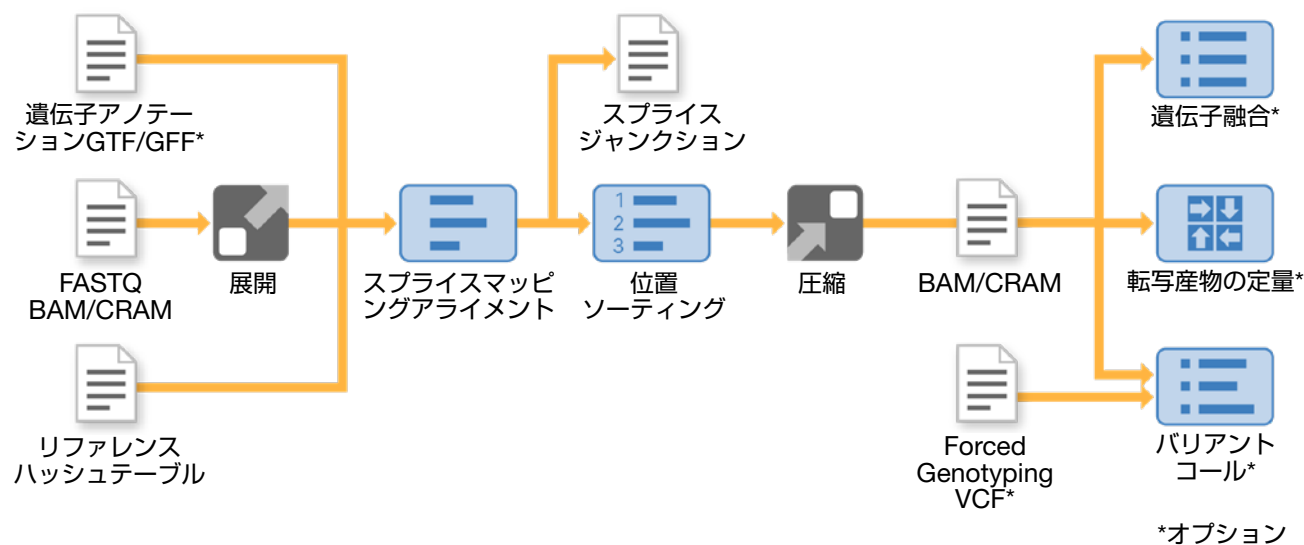 遺伝子アノテー
ションGTF/GFF*
スプライス
ジャンクション
遺伝子融合*
FASTQ
BAM/CRAM
展開
スプライスマッピ
ングアライメント
1
2
3
位置
ソーティング
圧縮
BAM/CRAM
転写産物の定量*
リファレンス
ハッシュテーブル
Forced
Genotyping
VCF*
バリアント
コール*
*オプション